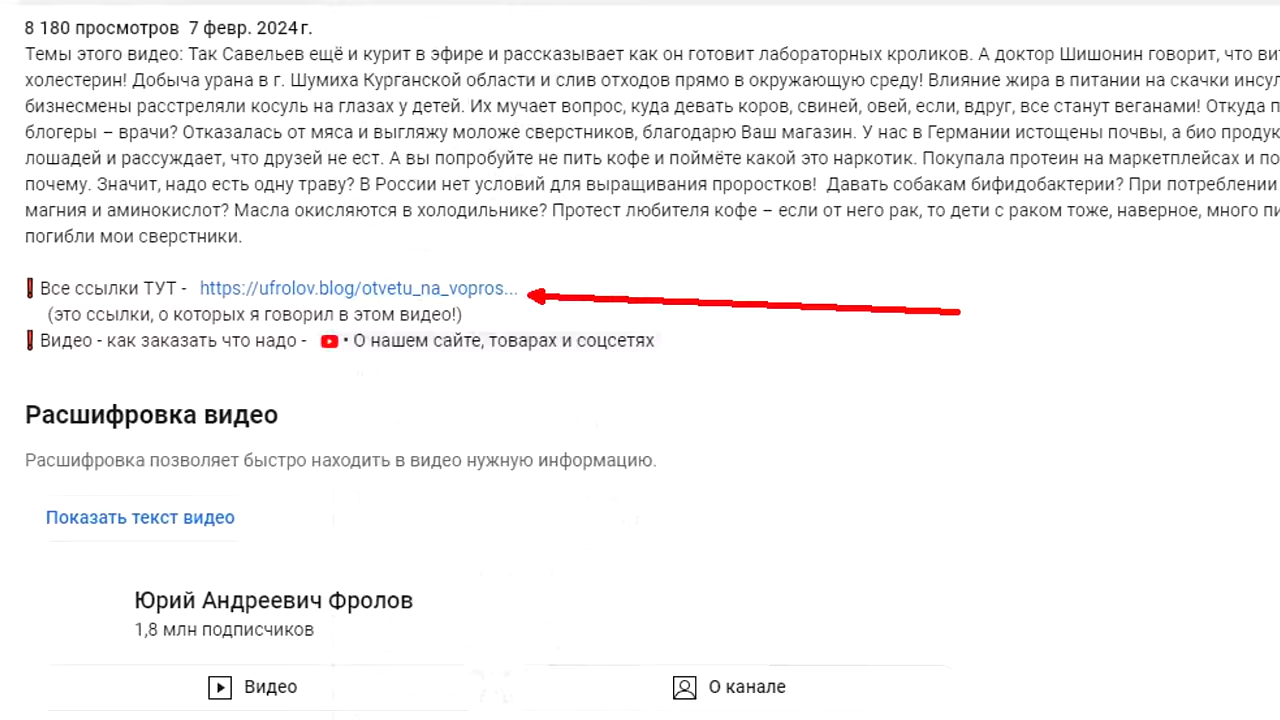 8 180 просмотров 7 февр. 2024 г.
Темы этого видео: Так Савельев ещё и курит в эфире и рассказывает как он готовит лабораторных кроликов. А доктор Шишонин говорит, что
холестерин! Добыча урана в г. Шумиха Курганской области и слив отходов прямо в окружающую среду! Влияние жира в питании на скачки
бизнесмены расстреляли косуль на глазах у детей. Их мучает вопрос, куда девать коров, свиней, овей, если, вдруг, все станут веганами! Откуда
блогеры – врачи? Отказалась от мяса и выгляжу моложе сверстников, благодарю Ваш магазин. У нас в Германии истощены почвы, а био
лошадей и рассуждает, что друзей не ест. А вы попробуйте не пить кофе и поймёте какой это наркотик. Покупала протеин на маркетплейсах и
почему. Значит, надо есть одну траву? В России нет условий для выращивания проростков! Давать собакам бифидобактерии? При потреблении
магния и аминокислот? Масла окисляются в холодильнике? Протест любителя кофе – если от него рак, то дети с раком тоже, наверное, много
погибли мои сверстники.
❗Все ссылки ТУТ - https://ufrolov.blog/otvetu_na_vopros...
(это ссылки, о которых я говорил в этом видео!)
❗Видео - как заказать что надо - • О нашем сайте, товарах и соцсетях
Расшифровка видео
Расшифровка позволяет быстро находить в видео нужную информацию.
Показать текст видео
Юрий Андреевич Фролов
1,8 млн подписчиков
Видео
О канале